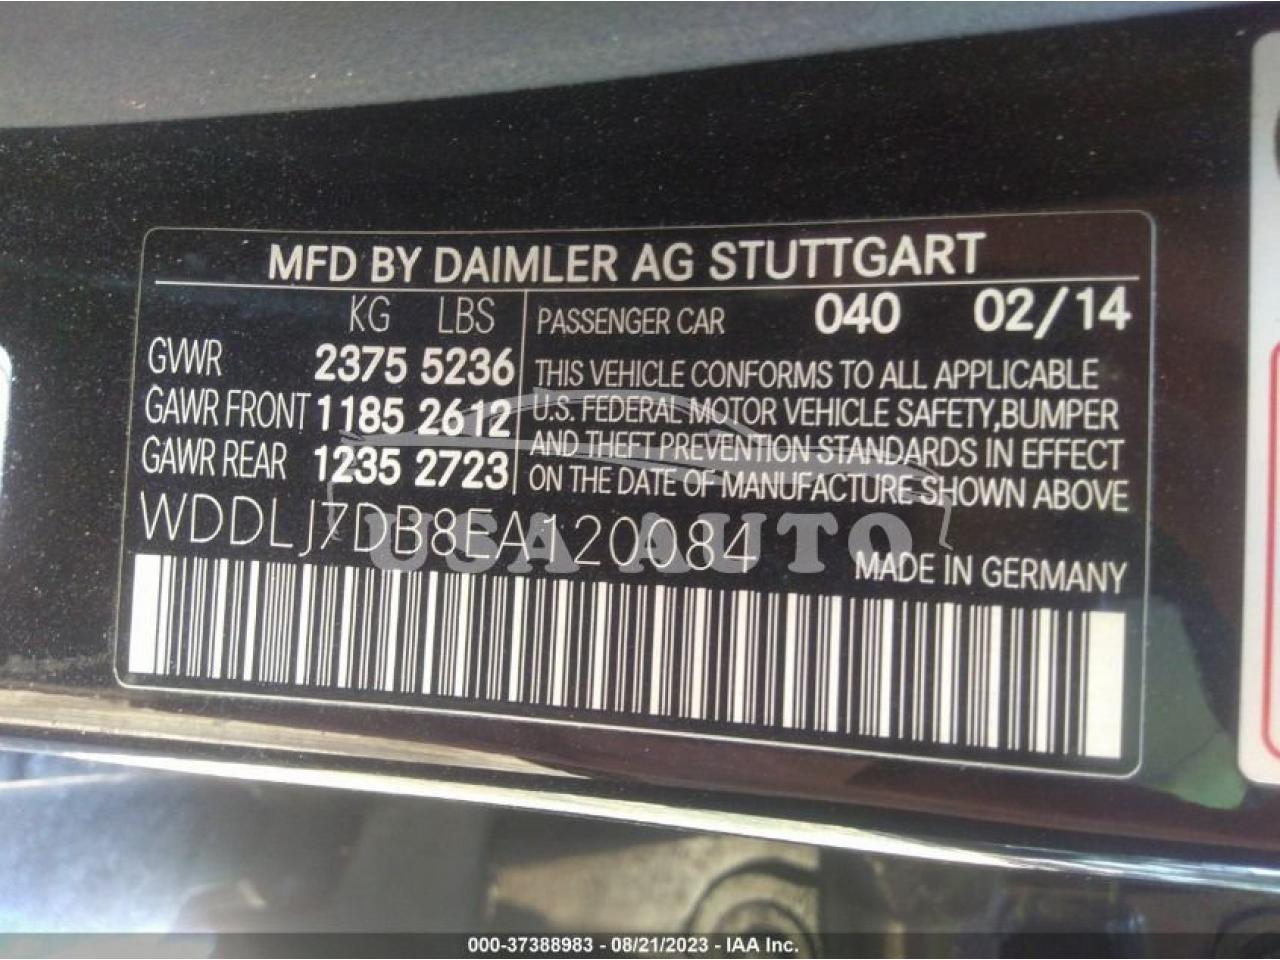 MFD BY DAIMLER AG STUTTGART
KG LBS
GVWR 2375 5236
GAWR FRONT 1185 2612
GAWR REAR 1235 2723
PASSENGER CAR 040 02/14
THIS VEHICLE CONFORMS TO ALL APPLICABLE
U.S. FEDERAL MOTOR VEHICLE SAFETY,BUMPER
AND THEFT PREVENTION STANDARDS IN EFFECT
ON THE DATE OF MANUFACTURE SHOWN ABOVE
WDDLJ7DB8EA120084
USA AUTO
MADE IN GERMANY
000-37388983 - 08/21/2023 - IAA Inc.